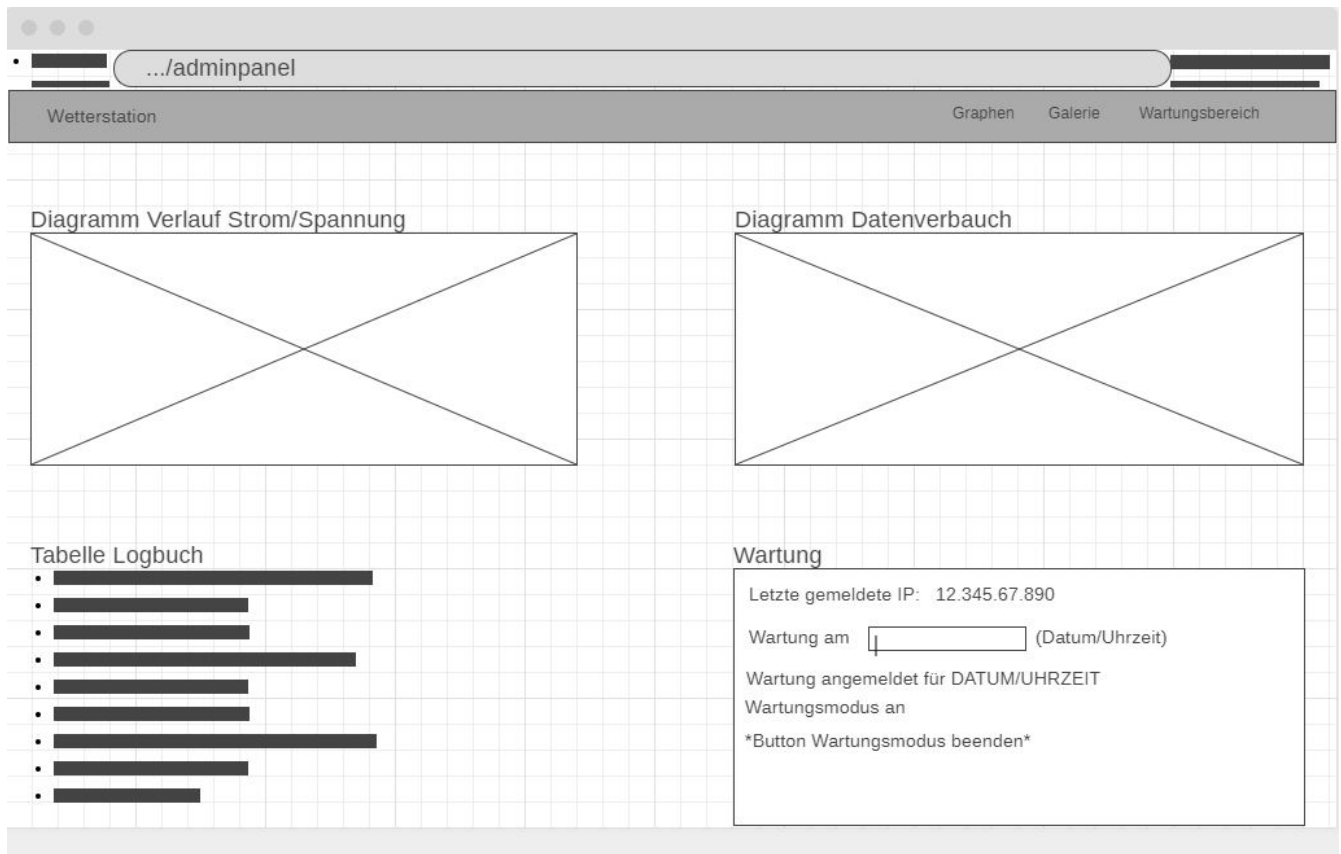 .../adminpanel
Wetterstation Graphen Galerie Wartungsbereich
Diagramm Verlauf Strom/Spannung
Diagramm Datenverbauch
Tabelle Logbuch
Wartung
Letzte gemeldete IP: 12.345.67.890
Wartung am (Datum/Uhrzeit)
Wartung angemeldet für DATUM/UHRZEIT
Wartungsmodus an
*Button Wartungsmodus beenden*